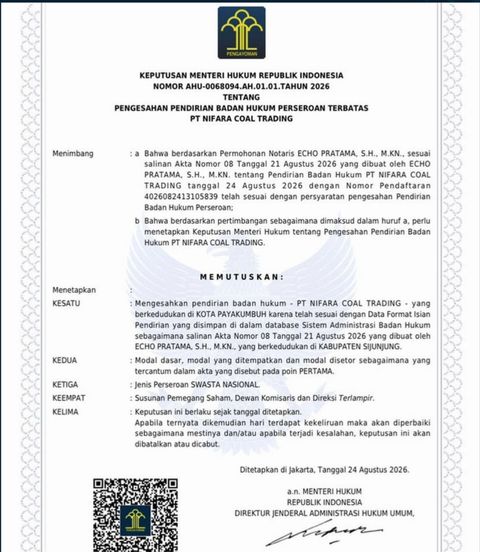 PENGAYOMAN
KEPUTUSAN MENTERI HUKUM REPUBLIK INDONESIA
NOMOR AHU-0068094.AH.01.01.TAHUN 2026
TENTANG
PENGESAHAN PENDIRIAN BADAN HUKUM PERSEROAN TERBATAS
PT NIFARA COAL TRADING
Menimbang : a Bahwa berdasarkan Permohonan Notaris ECHO PRATAMA, S.H., M.KN., sesuai
salinan Akta Nomor 08 Tanggal 21 Agustus 2026 yang dibuat oleh ECHO
PRATAMA, S.H., M.KN. tentang Pendirian Badan Hukum PT NIFARA COAL
TRADING tanggal 24 Agustus 2026 dengan Nomor Pendaftaran
4026082413105839 telah sesuai dengan persyaratan pengesahan Pendirian
Badan Hukum Perseroan;
b Bahwa berdasarkan pertimbangan sebagaimana dimaksud dalam huruf a, perlu
menetapkan Keputusan Menteri Hukum tentang Pengesahan Pendirian Badan
Hukum PT NIFARA COAL TRADING.
M E M U T U S K A N :
Menetapkan :
KESATU : Mengesahkan pendirian badan hukum - PT NIFARA COAL TRADING - yang
berkedudukan di KOTA PAYAKUMBUH karena telah sesuai dengan Data Format Isian
Pendirian yang disimpan di dalam database Sistem Administrasi Badan Hukum
sebagaimana salinan Akta Nomor 08 Tanggal 21 Agustus 2026 yang dibuat oleh
ECHO PRATAMA, S.H., M.KN., yang berkedudukan di KABUPATEN SIJUNJUNG.
KEDUA : Modal dasar, modal yang ditempatkan dan modal disetor sebagaimana yang
tercantum dalam akta yang disebut pada poin PERTAMA.
KETIGA : Jenis Perseroan SWASTA NASIONAL.
KEEMPAT : Susunan Pemegang Saham, Dewan Komisaris dan Direksi Terlampir.
KELIMA : Keputusan ini berlaku sejak tanggal ditetapkan.
Apabila ternyata dikemudian hari terdapat kekeliruan maka akan diperbaiki
sebagaimana mestinya dan/atau apabila terjadi kesalahan, keputusan ini akan
dibatalkan atau dicabut.
Ditetapkan di Jakarta, Tanggal 24 Agustus 2026.
a.n. MENTERI HUKUM
REPUBLIK INDONESIA
DIREKTUR JENDERAL ADMINISTRASI HUKUM UMUM,